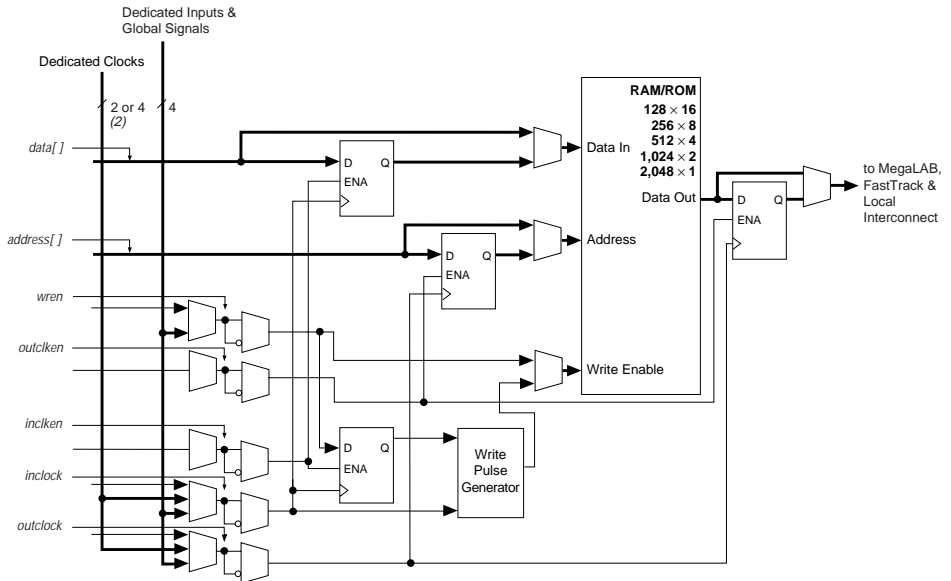 Dedicated Inputs &
Global Signals
Dedicated Clocks
2 or 4
(2)
4
RAM/ROM
128 × 16
256 × 8
512 × 4
1,024 × 2
2,048 × 1
data[ ]
D Q
ENA
Data In
Data Out
D Q
ENA
to MegaLAB,
FastTrack &
Local
Interconnect
address[ ]
D Q
ENA
Address
wren
outclken
Write Enable
inclken
D Q
ENA
Write
Pulse
Generator
inclock
outclock